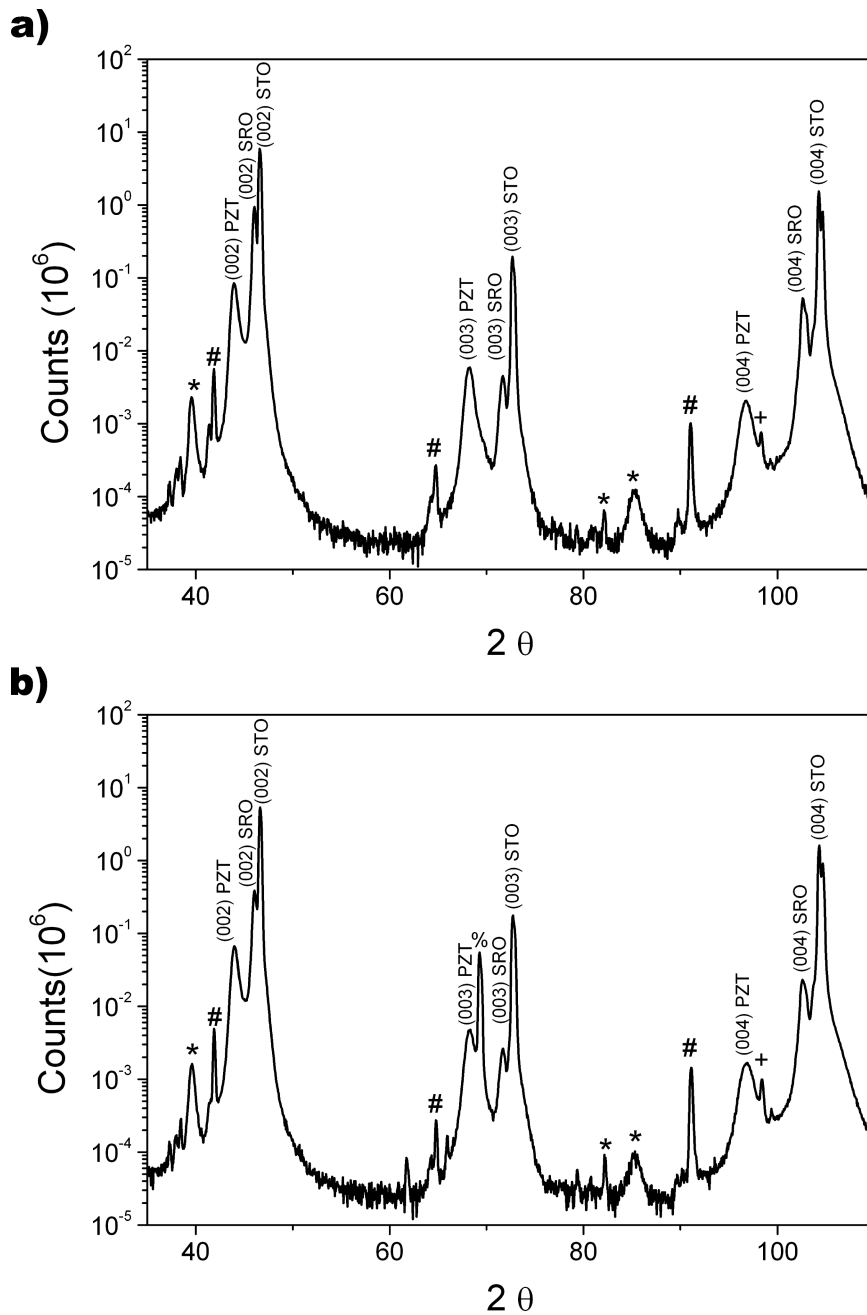 a)
Counts (10^6)
10^2
10^1
10^0
10^-1
10^-2
10^-3
10^-4
10^-5
*
#
(002) PZT
(002) SRO
(002) STO
#
(003) PZT
(003) SRO
(003) STO
*
*
#
(004) PZT
+
(004) SRO
(004) STO
40 60 80 100
2 θ
b)
Counts(10^6)
10^2
10^1
10^0
10^-1
10^-2
10^-3
10^-4
10^-5
*
#
(002) PZT
(002) SRO
(002) STO
#
(003) PZT
%
(003) SRO
(003) STO
*
*
#
(004) PZT
+
(004) SRO
(004) STO
40 60 80 100
2 θ